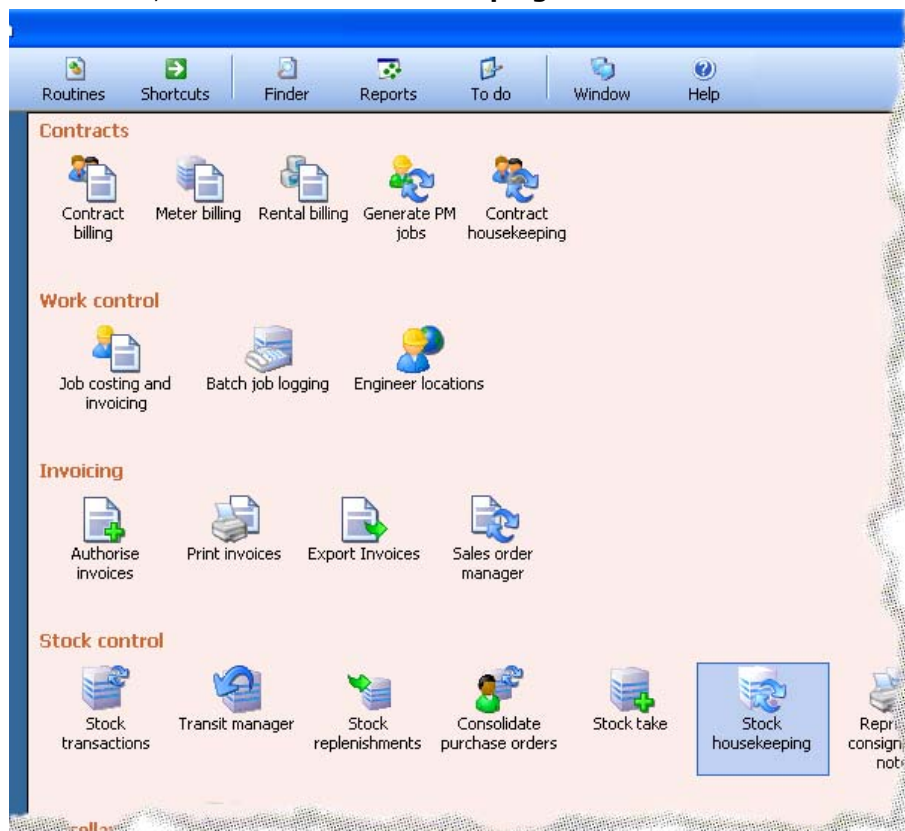 Routines Shortcuts Finder Reports To do Window Help
Contracts
Contract Meter billing Rental billing Generate PM Contract
billing jobs housekeeping
Work control
Job costing and Batch job logging Engineer locations
invoicing
Invoicing
Authorise Print invoices Export Invoices Sales order
invoices manager
Stock control
Stock Transit manager Stock Consolidate Stock take Stock
transactions replenishments purchase orders housekeeping